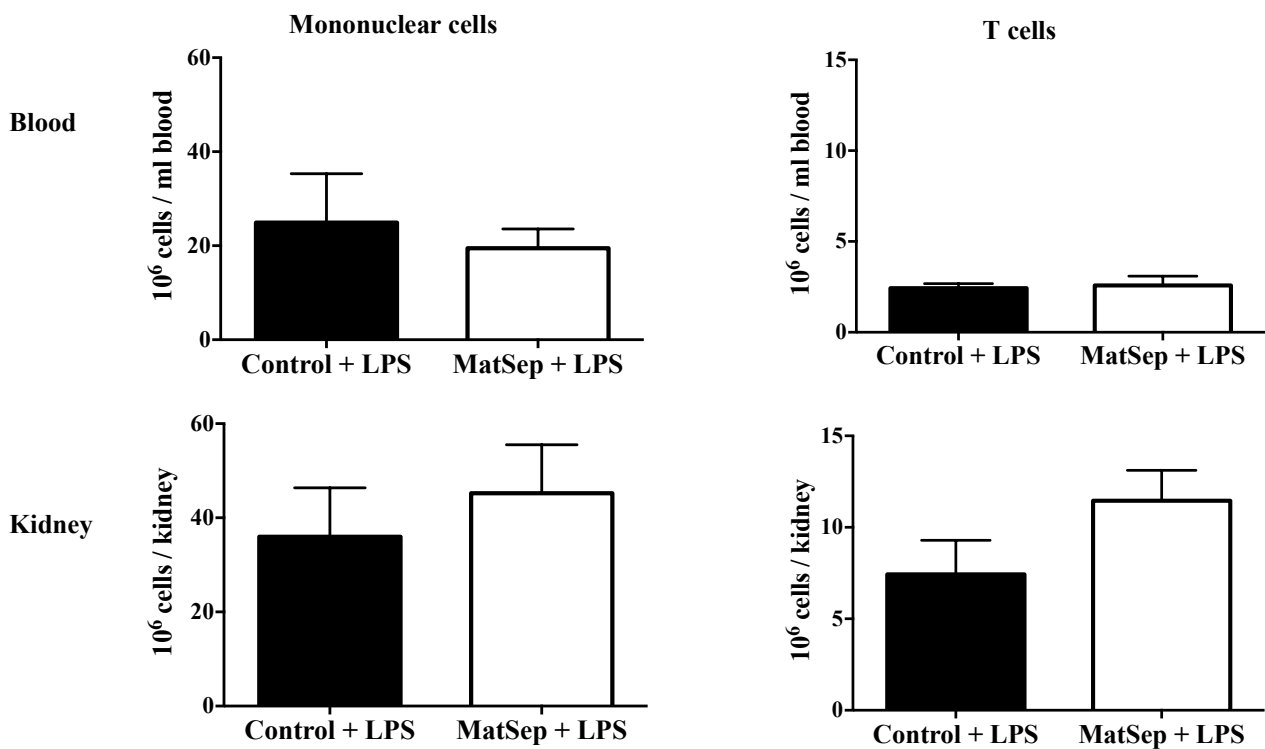 Mononuclear cells
T cells
Blood
10⁶ cells / ml blood
60
40
20
0
Control + LPS
MatSep + LPS
10⁶ cells / ml blood
15
10
5
0
Control + LPS
MatSep + LPS
Kidney
10⁶ cells / kidney
60
40
20
0
Control + LPS
MatSep + LPS
10⁶ cells / kidney
15
10
5
0
Control + LPS
MatSep + LPS